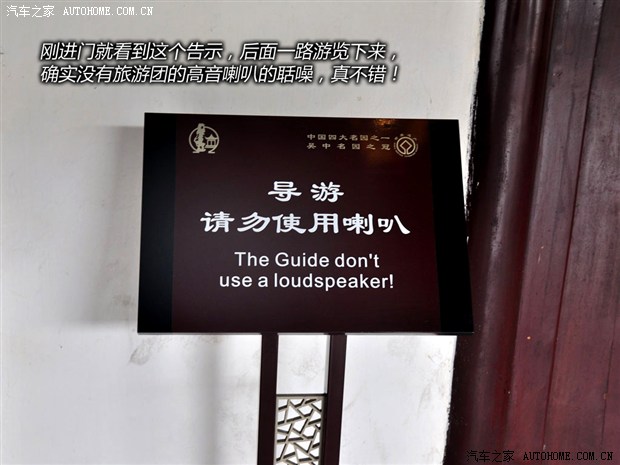 汽车之家 AUTOHOME.COM.CN
刚进门就看到这个告示，后面一路游览下来，
确实没有旅游团的高音喇叭的聒噪，真不错！
中国四大名园之一
吴中名园之冠
导游
请勿使用喇叭
The Guide don't
use a loudspeaker!
汽车之家 AUTOHOME.COM.CN